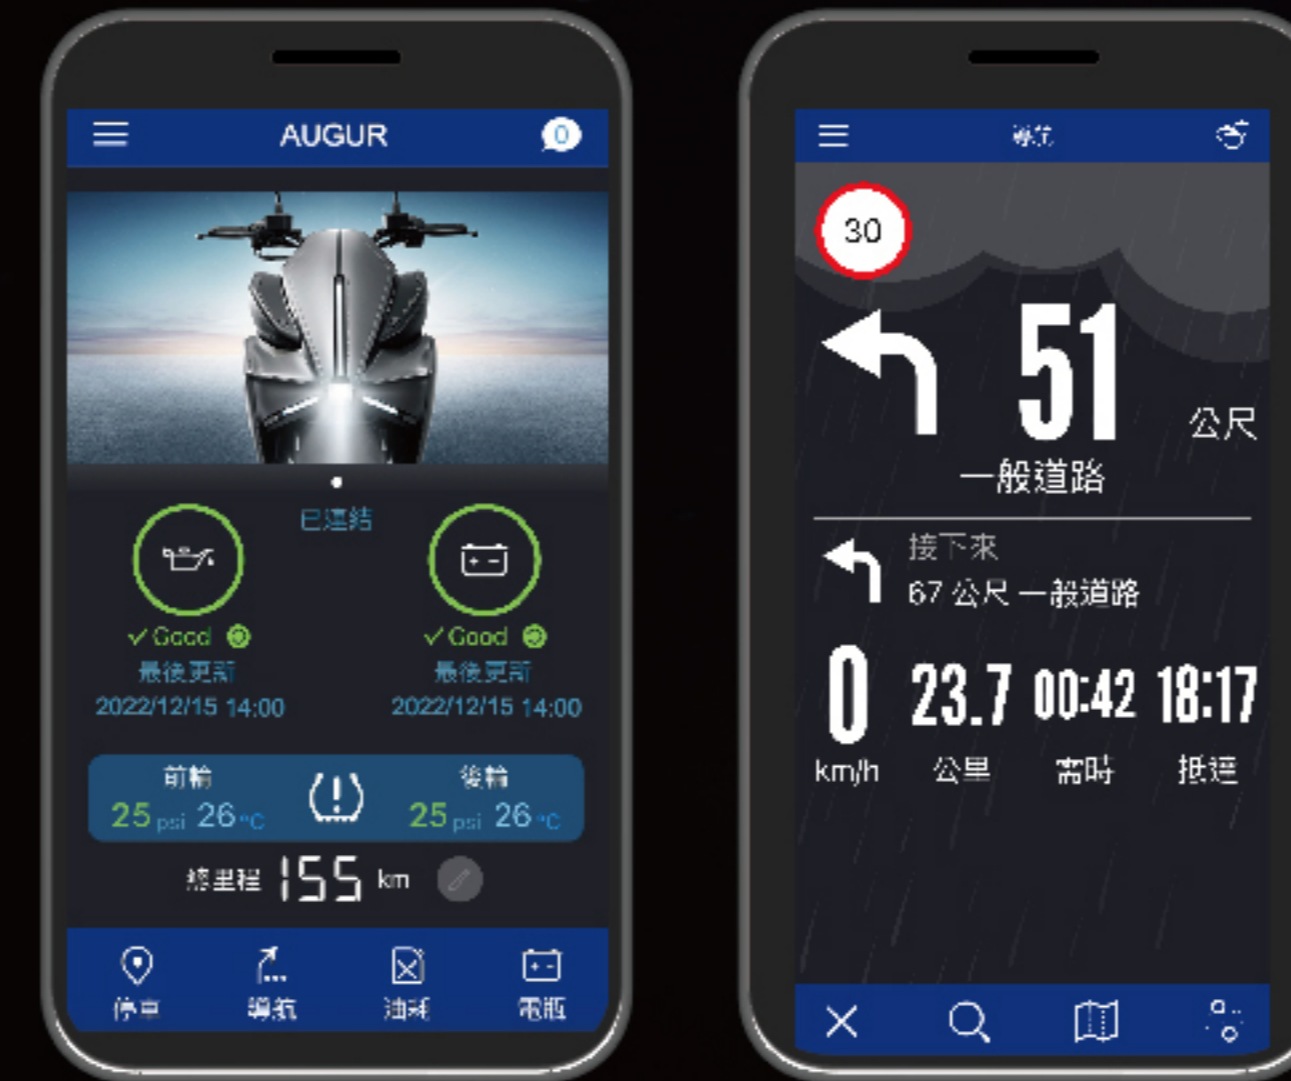 AUGUR
0
已連結
Good
Good
最後更新
最後更新
2022/12/15 14:00
2022/12/15 14:00
前輪
後輪
25 psi 26 °C
25 psi 26 °C
總里程 155 km
停車
導航
油耗
電瓶
導航
30
51
公尺
一般道路
接下來
67 公尺 一般道路
0
23.7
00:42
18:17
km/h
公里
需時
抵達